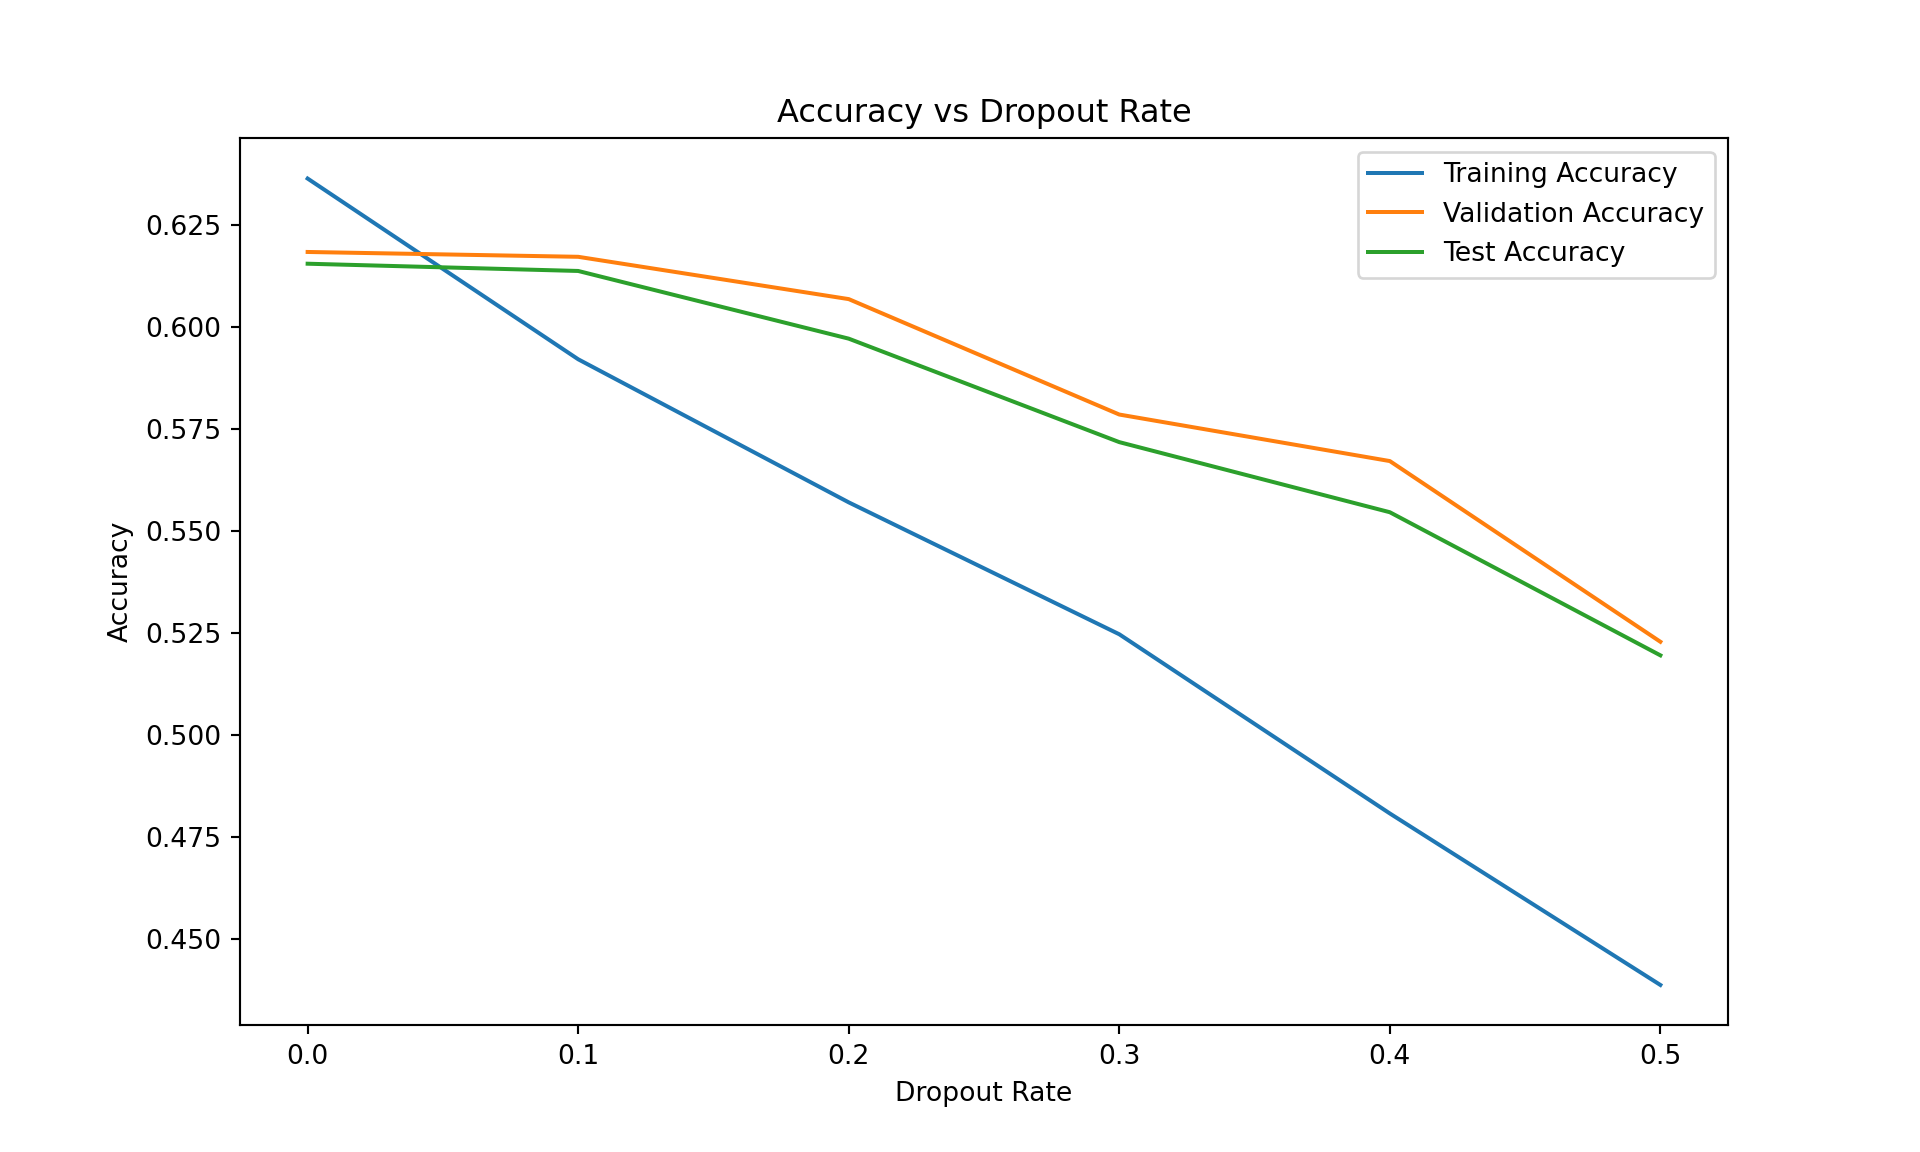 Accuracy vs Dropout Rate
Training Accuracy
Validation Accuracy
Test Accuracy
Accuracy
0.625
0.600
0.575
0.550
0.525
0.500
0.475
0.450
0.0 0.1 0.2 0.3 0.4 0.5
Dropout Rate